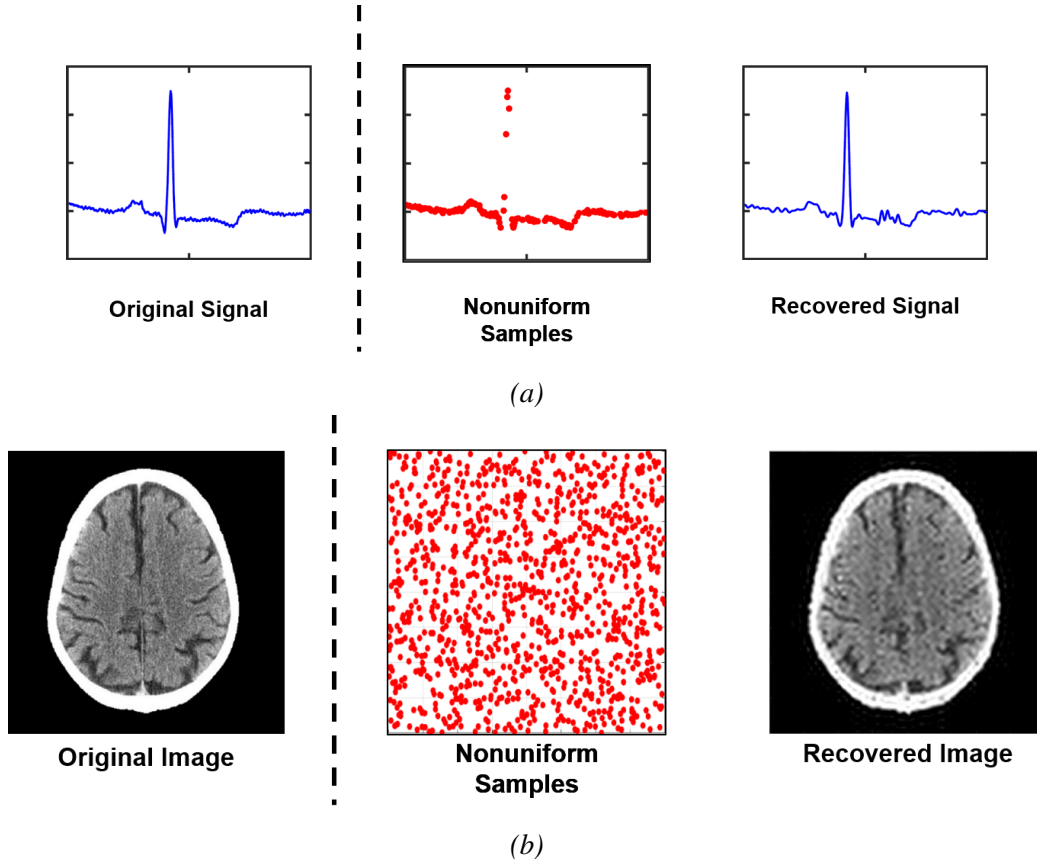 Original Signal
Nonuniform
Samples
Recovered Signal
(a)
Original Image
Nonuniform
Samples
Recovered Image
(b)